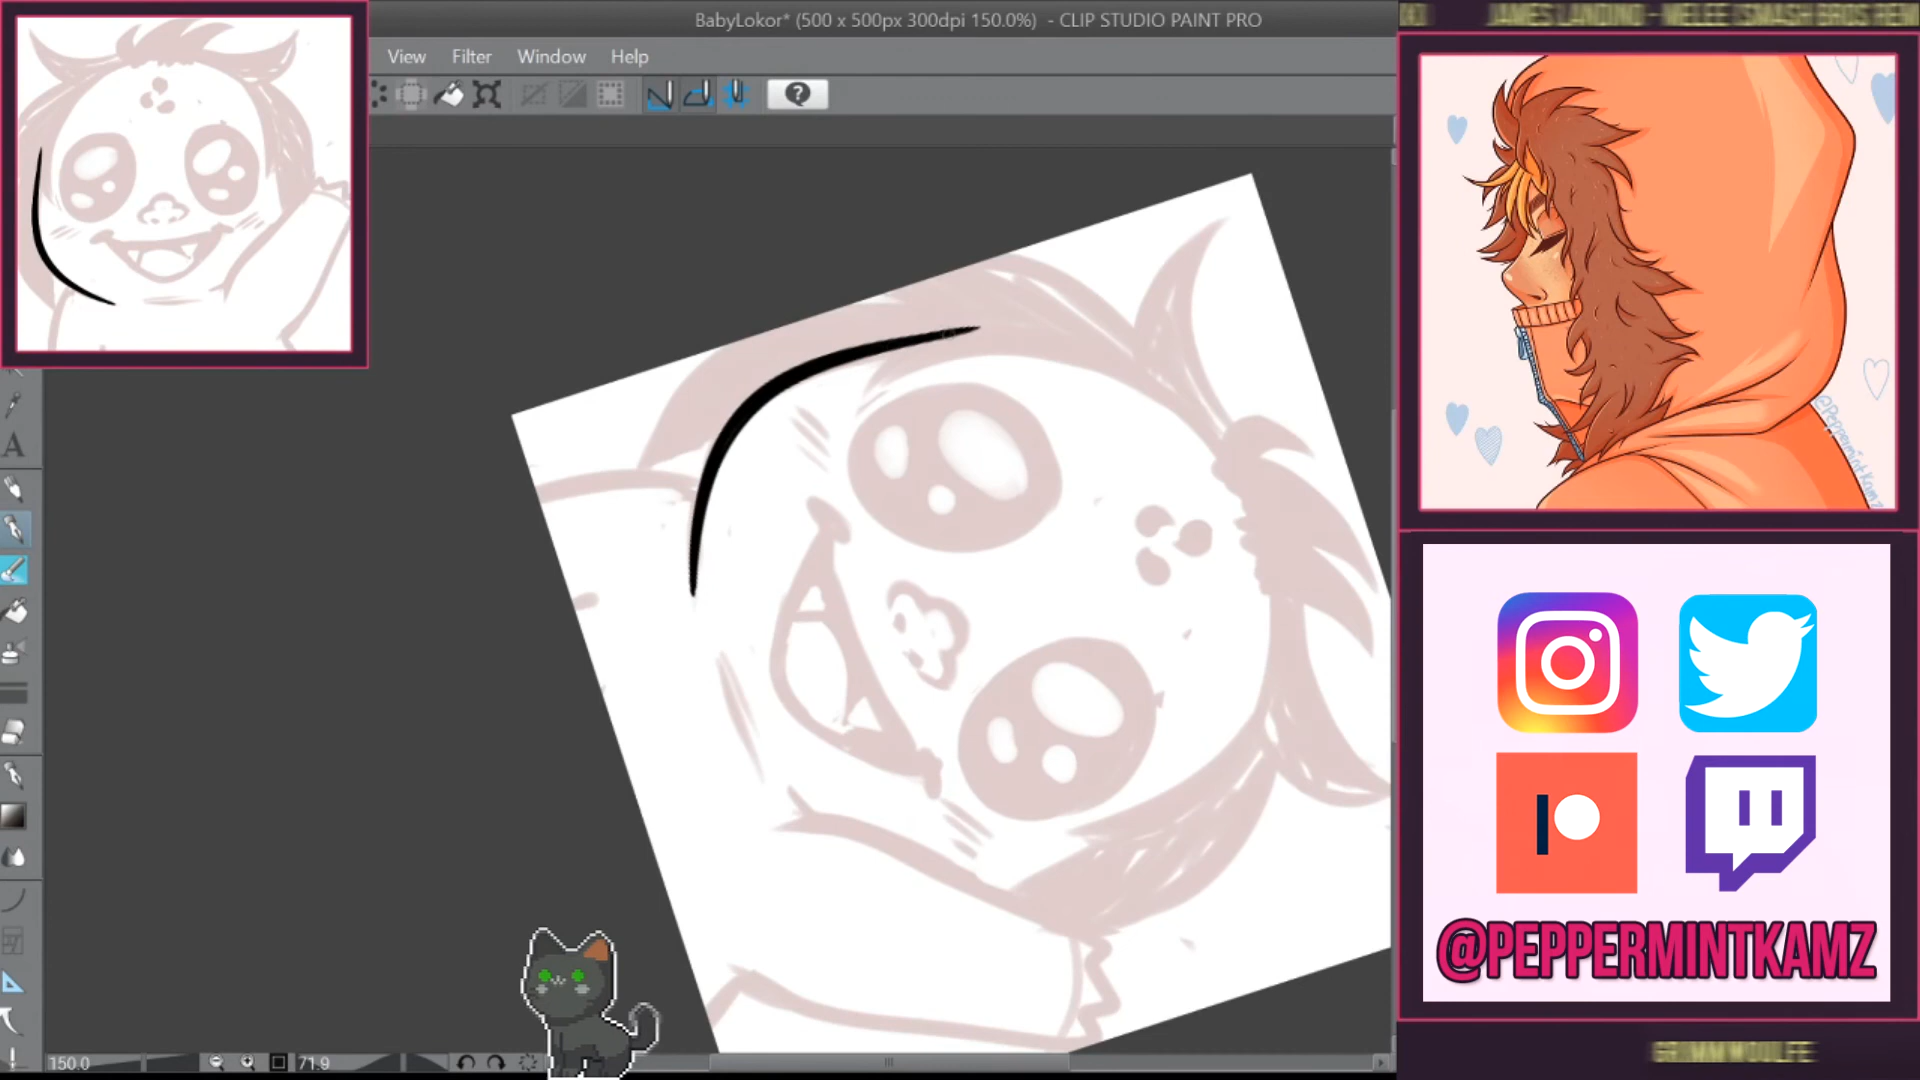 BabyLokor* (500 x 500px 300dpi 150.0%) - CLIP STUDIO PAINT PRO
View Filter Window Help
A
150.0
71.9
@PeppermintKamz
@PEPPERMINTKAMZ